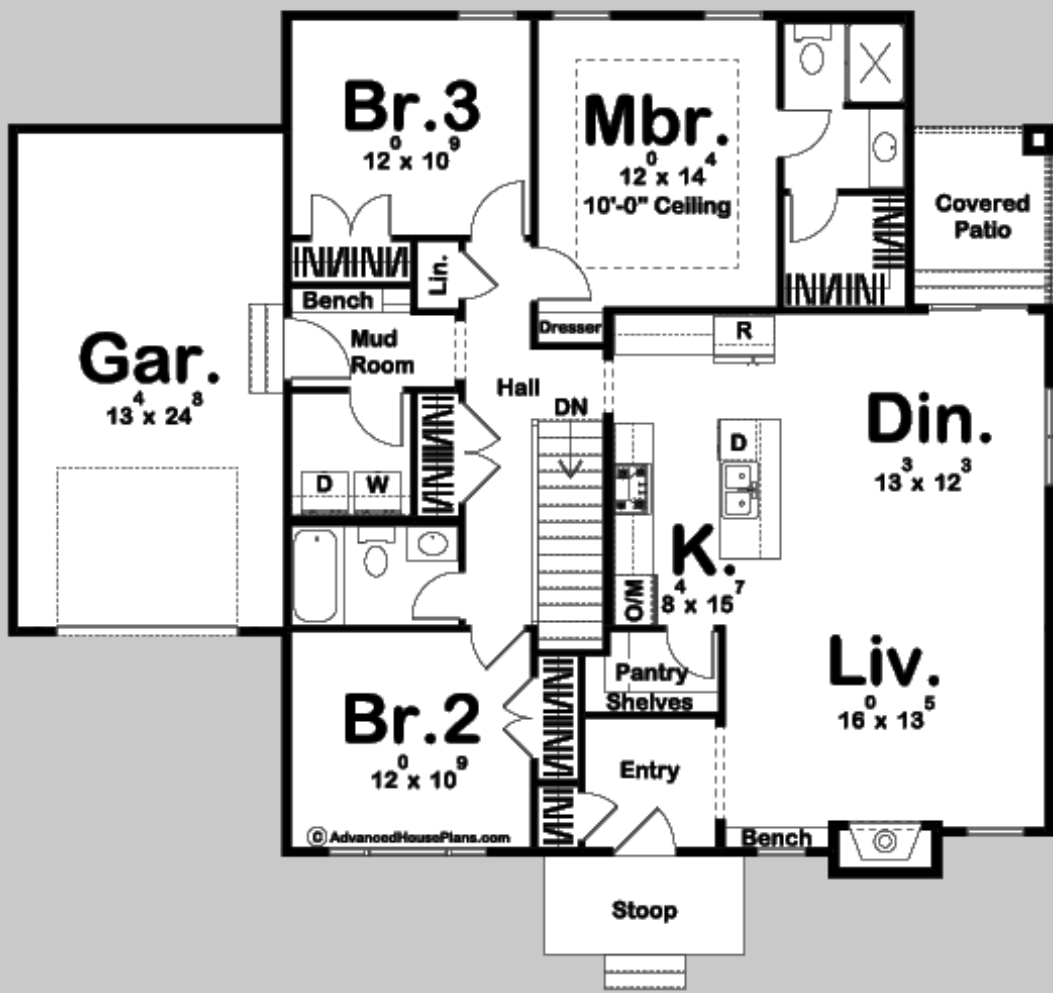 Br.3
12⁰ x 10⁹
Mbr.
12⁰ x 14⁴
10'-0" Ceiling
Covered
Patio
Lin.
Bench
Mud
Room
Dresser
R
Gar.
13⁴ x 24⁸
Hall
DN
Din.
13³ x 12³
D
D
W
K.
8⁴ x 15⁷
O/M
Pantry
Shelves
Liv.
16⁰ x 13⁵
Br.2
12⁰ x 10⁹
Entry
© AdvancedHousePlans.com
Bench
Stoop